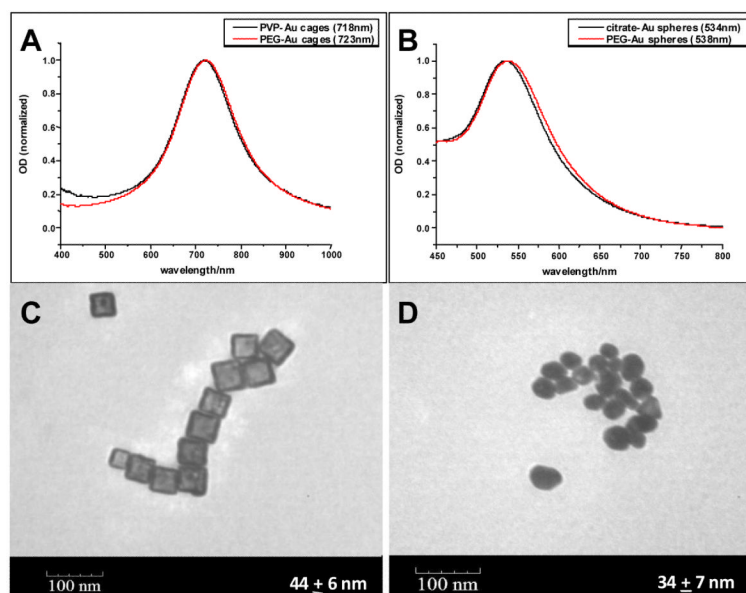 A
PVP-Au cages (718nm)
PEG-Au cages (723nm)
OD (normalized)
1.0
0.8
0.6
0.4
0.2
0.0
400 500 600 700 800 900 1000
wavelength/nm
B
citrate-Au spheres (534nm)
PEG-Au spheres (538nm)
OD (normalized)
1.0
0.8
0.6
0.4
0.2
0.0
450 500 550 600 650 700 750 800
wavelength/nm
C
100 nm
44 ± 6 nm
D
100 nm
34 ± 7 nm